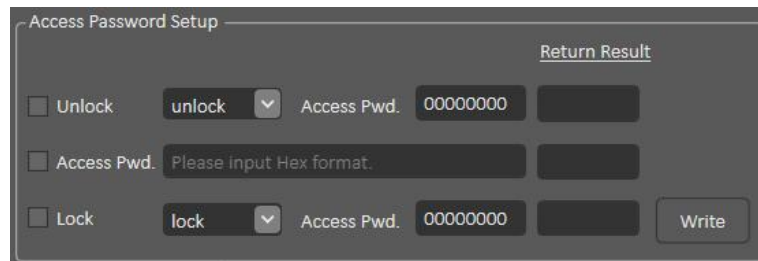 Access Password Setup
Return Result
Unlock unlock Access Pwd. 00000000
Access Pwd. Please input Hex format.
Lock lock Access Pwd. 00000000 Write